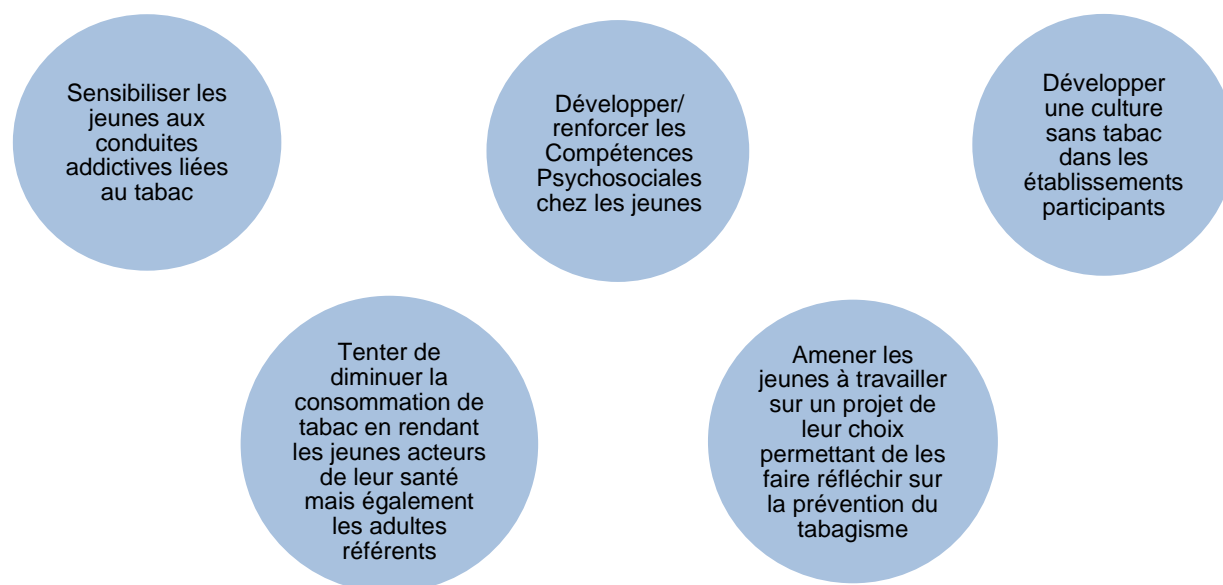 Sensibiliser les
jeunes aux
conduites
addictives liées
au tabac
Développer/
renforcer les
Compétences
Psychosociales
chez les jeunes
Développer
une culture
sans tabac
dans les
établissements
participants
Tenter de
diminuer la
consommation de
tabac en rendant
les jeunes acteurs
de leur santé
mais également
les adultes
référents
Amener les
jeunes à travailler
sur un projet de
leur choix
permettant de les
faire réfléchir sur
la prévention du
tabagisme